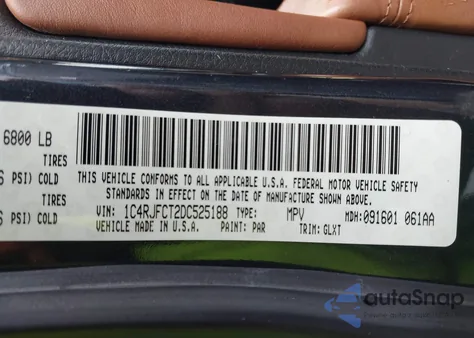 6800 LB
TIRES
PSI) COLD
TIRES
PSI) COLD
THIS VEHICLE CONFORMS TO ALL APPLICABLE U.S.A. FEDERAL MOTOR VEHICLE SAFETY
STANDARDS IN EFFECT ON THE DATE OF MANUFACTURE SHOWN ABOVE.
VIN: 1C4RJFCT2DC525188 TYPE: MPV MDH:091601 061AA
VEHICLE MADE IN U.S.A. PAINT: PAR TRIM: GLXT
autaSnap